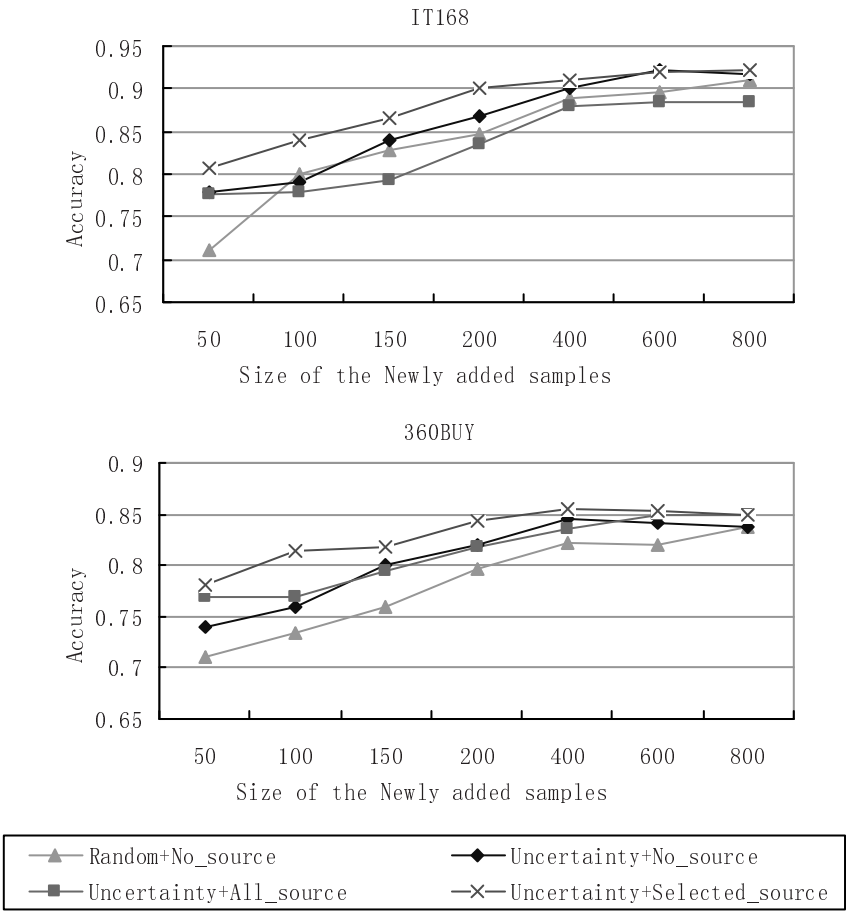 IT168
0.95
0.9
0.85
0.8
0.75
0.7
0.65
Accuracy
50 100 150 200 400 600 800
Size of the Newly added samples
360BUY
0.9
0.85
0.8
0.75
0.7
0.65
Accuracy
50 100 150 200 400 600 800
Size of the Newly added samples
Random+No_source Uncertainty+No_source
Uncertainty+All_source Uncertainty+Selected_source